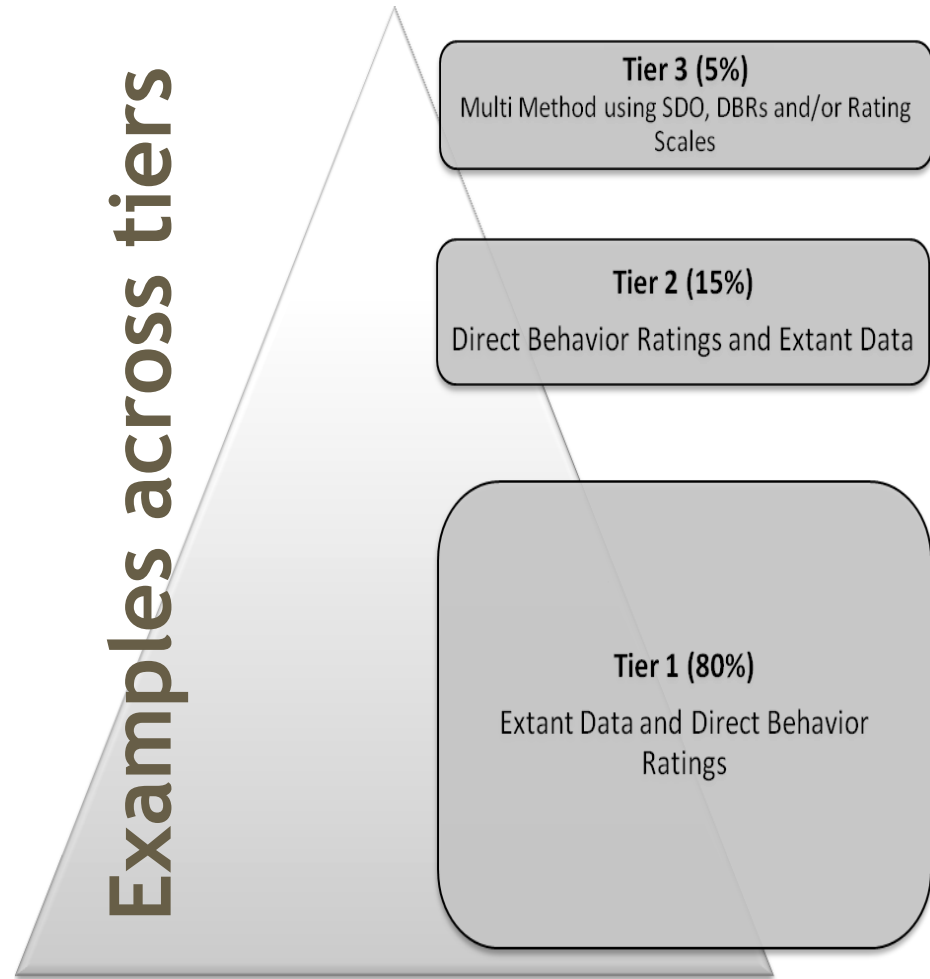 Examples across tiers
Tier 3 (5%)
Multi Method using SDO, DBRs and/or Rating
Scales
Tier 2 (15%)
Direct Behavior Ratings and Extant Data
Tier 1 (80%)
Extant Data and Direct Behavior
Ratings